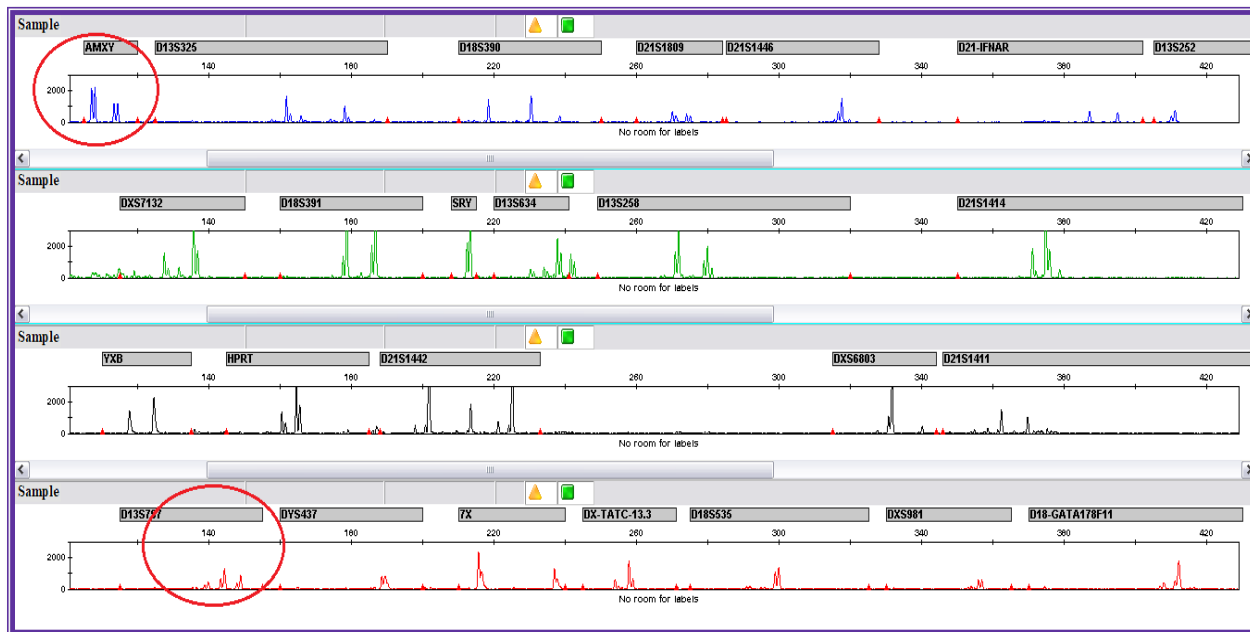 Sample
AMXY D13S325 D18S390 D21S1809 D21S1446 D21-IFNAR D13S252
140 180 220 260 300 340 380 420
2000
0
No room for labels
Sample
DXS7132 D18S391 SRY D13S634 D13S258 D21S1414
140 180 220 260 300 340 380 420
2000
0
No room for labels
Sample
YXB HPRT D21S1442 DXS6803 D21S1411
140 180 220 260 300 340 380 420
2000
0
No room for labels
Sample
D13S797 DYS437 7X DX-TATC-13.3 D18S535 DXS981 D18-GATA178F11
140 180 220 260 300 340 380 420
2000
0
No room for labels